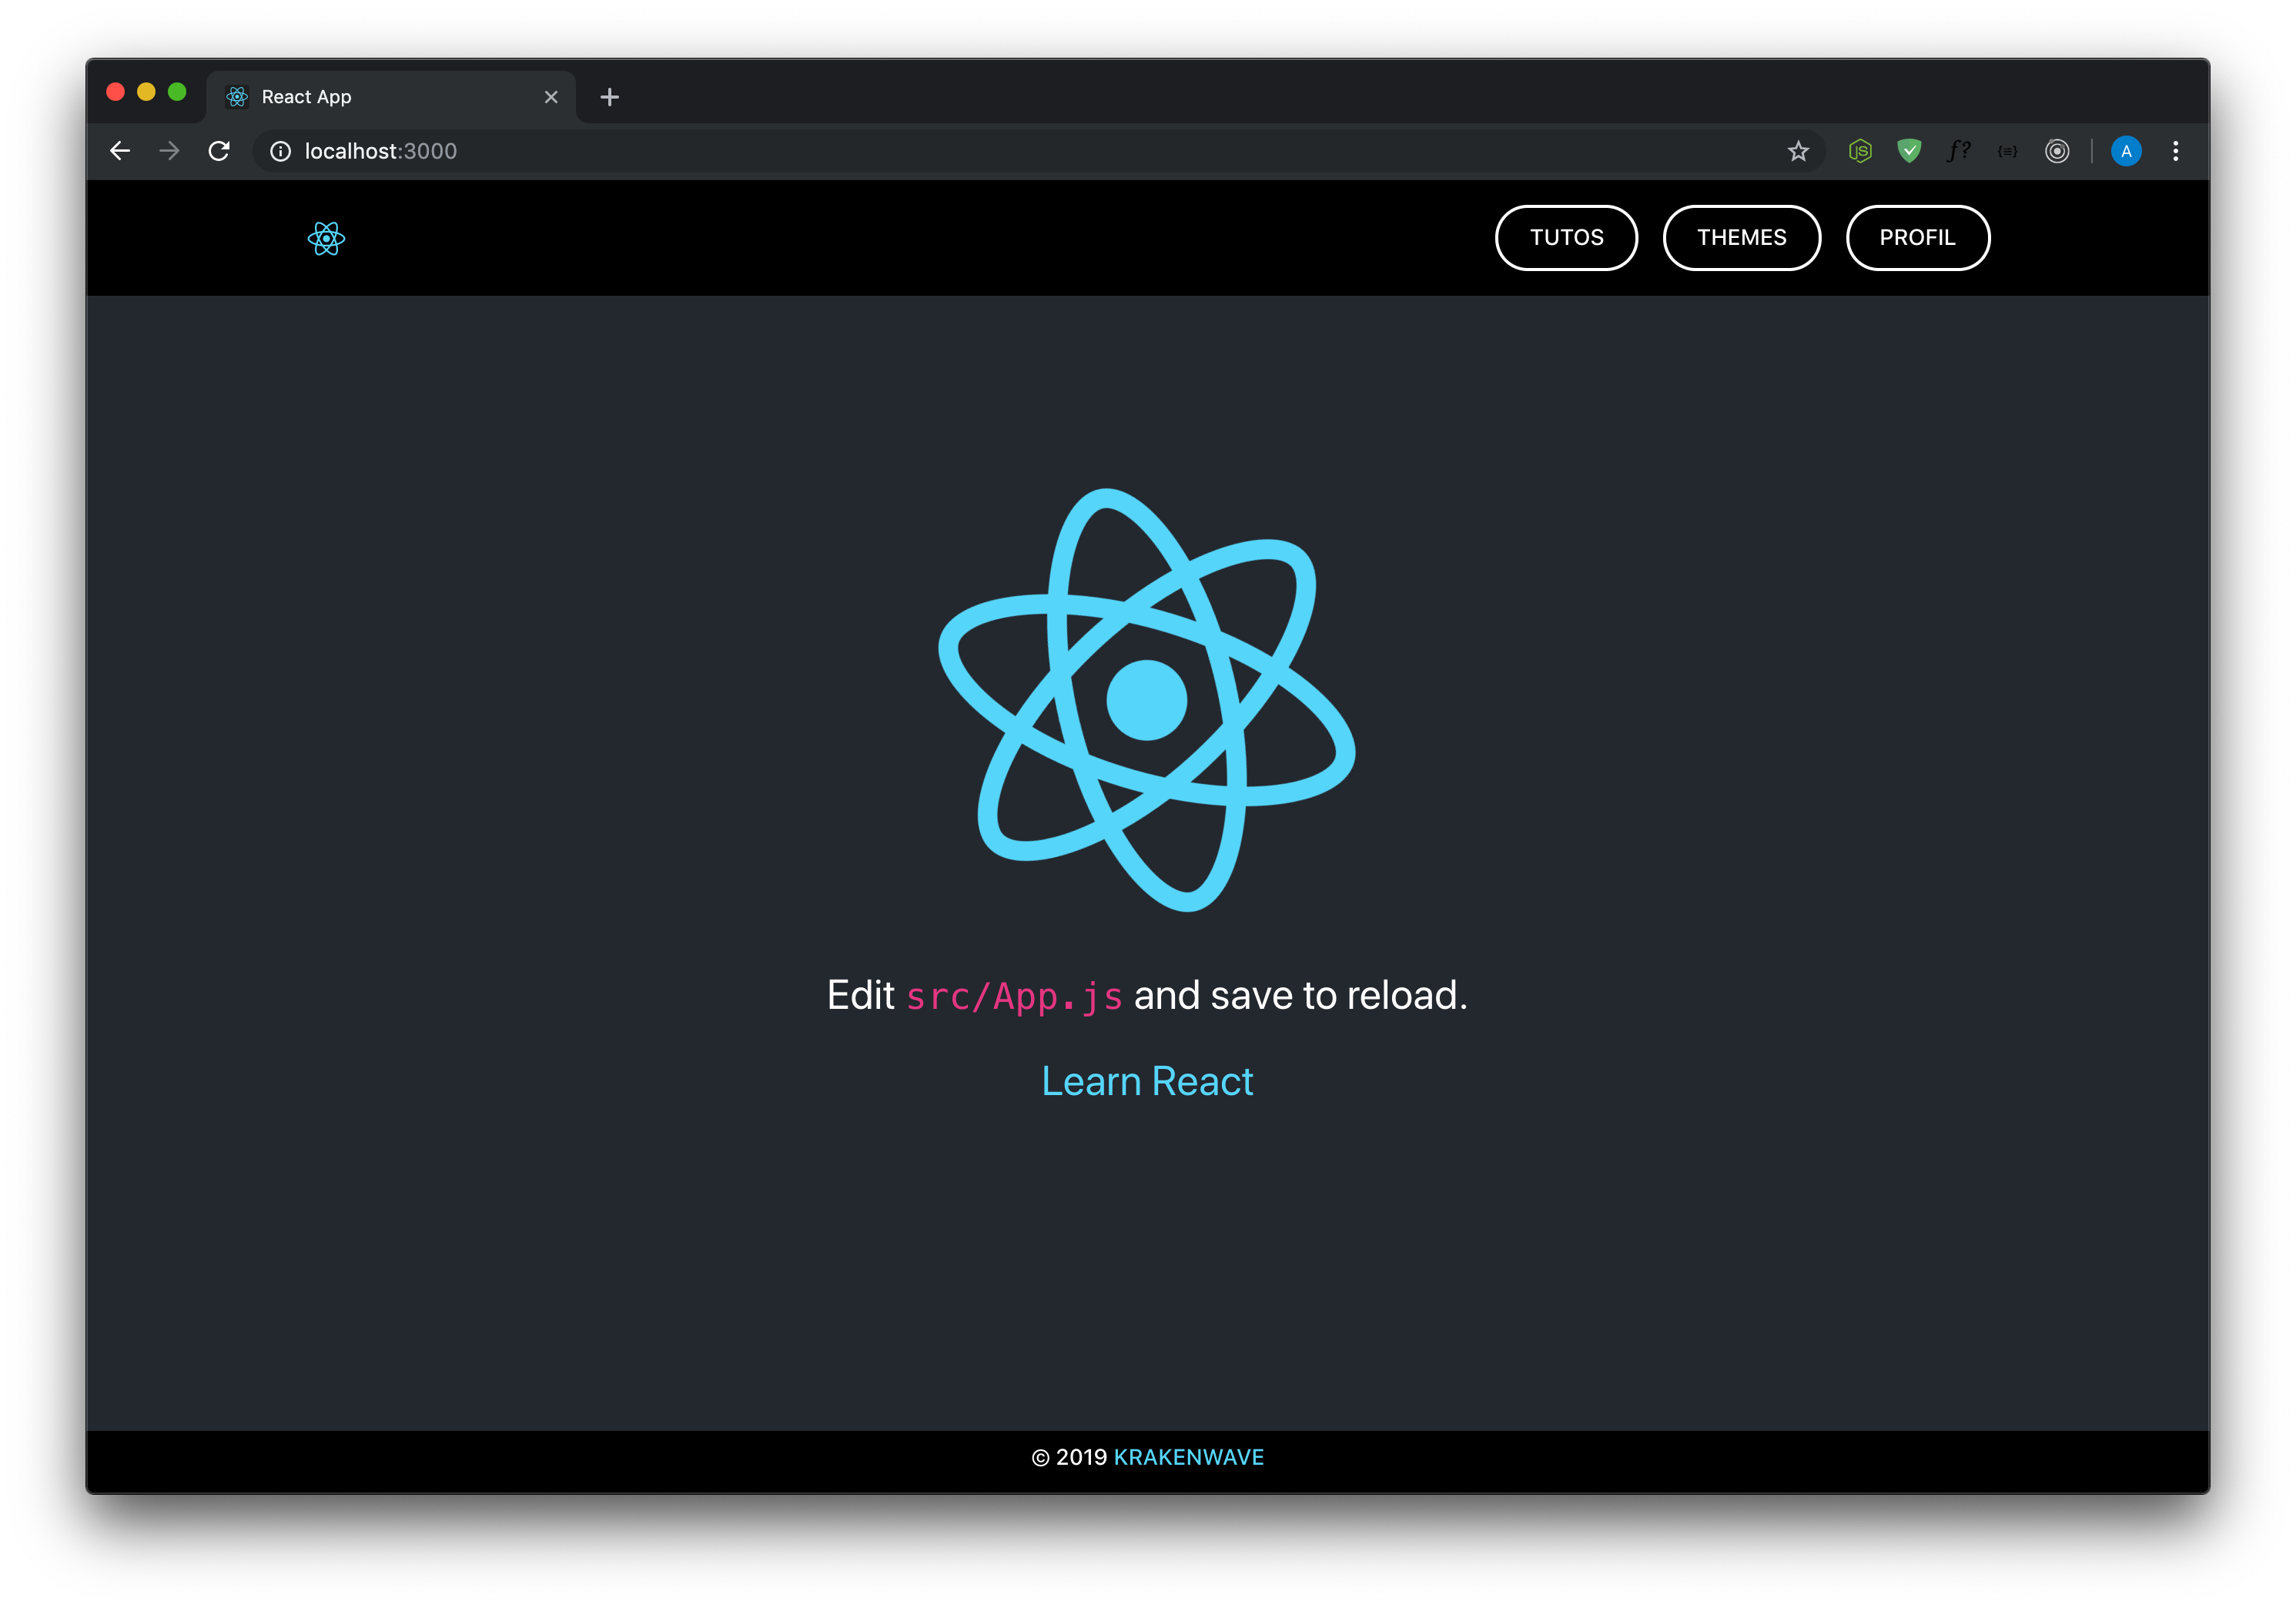 React App
localhost:3000
f?
{≡}
A
TUTOS THEMES PROFIL
Edit src/App.js and save to reload.
Learn React
© 2019 KRAKENWAVE